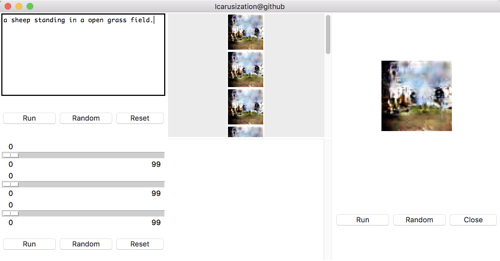 Icarusization@github
a sheep standing in a open grass field.
Run Random Reset
0
0 99
0
0 99
0
0 99
Run Random Reset
Run Random Close